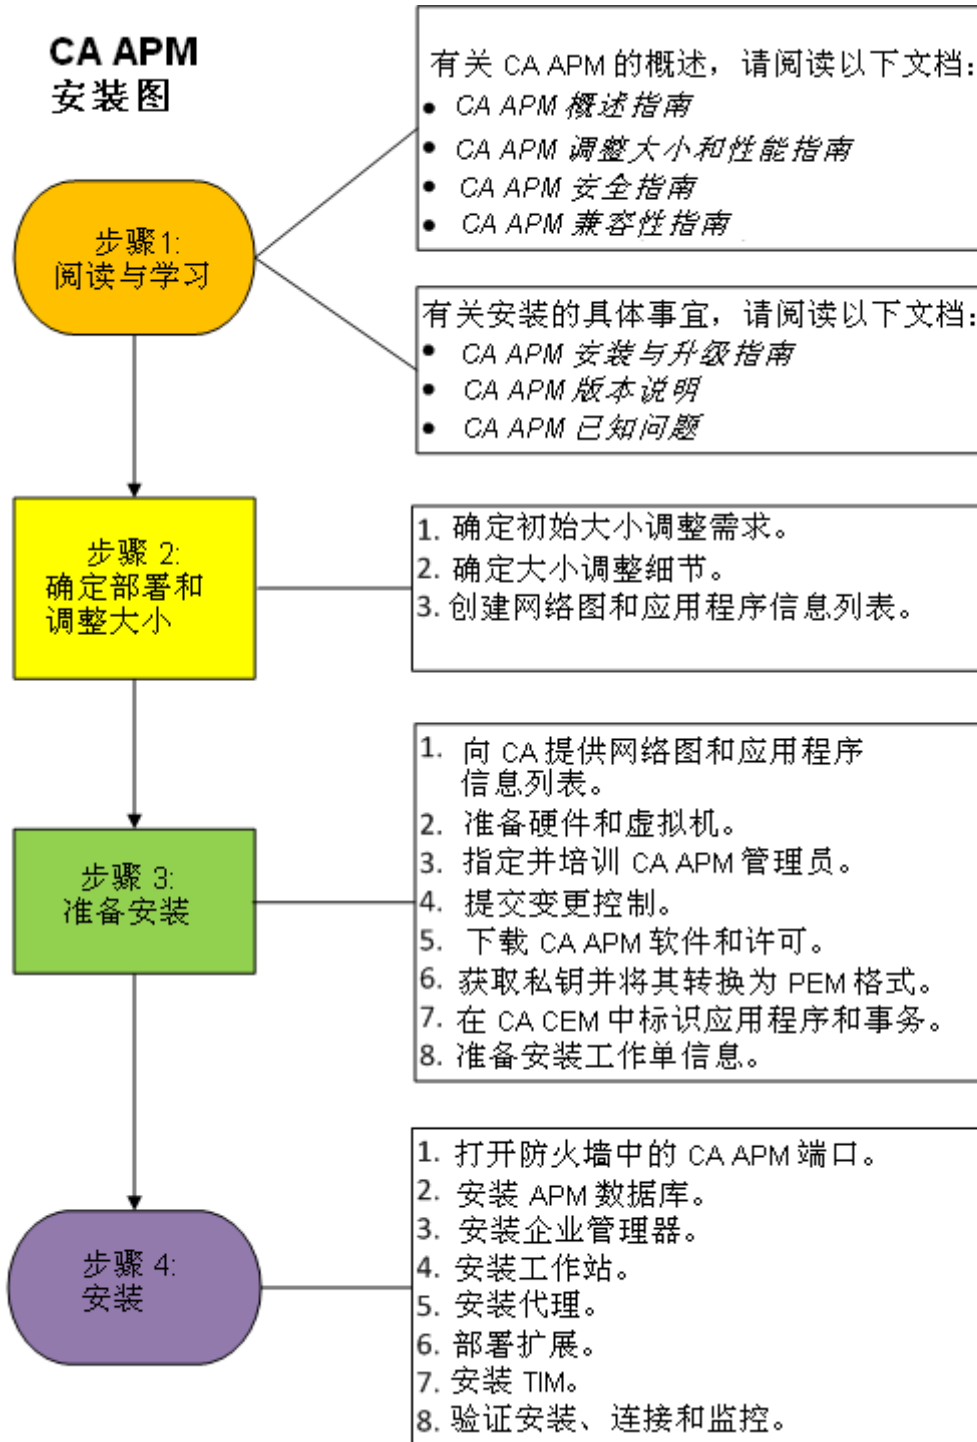 CA APM
安装图
有关 CA APM 的概述，请阅读以下文档：
• CA APM 概述指南
• CA APM 调整大小和性能指南
• CA APM 安全指南
• CA APM 兼容性指南
步骤1:
阅读与学习
有关安装的具体事宜，请阅读以下文档：
• CA APM 安装与升级指南
• CA APM 版本说明
• CA APM 已知问题
步骤 2:
确定部署和
调整大小
1. 确定初始大小调整需求。
2. 确定大小调整细节。
3. 创建网络图和应用程序信息列表。
步骤 3:
准备安装
1. 向 CA 提供网络图和应用程序
信息列表。
2. 准备硬件和虚拟机。
3. 指定并培训 CA APM 管理员。
4. 提交变更控制。
5. 下载 CA APM 软件和许可。
6. 获取私钥并将其转换为 PEM 格式。
7. 在 CA CEM 中标识应用程序和事务。
8. 准备安装工作单信息。
步骤 4:
安装
1. 打开防火墙中的 CA APM 端口。
2. 安装 APM 数据库。
3. 安装企业管理器。
4. 安装工作站。
5. 安装代理。
6. 部署扩展。
7. 安装 TIM。
8. 验证安装、连接和监控。